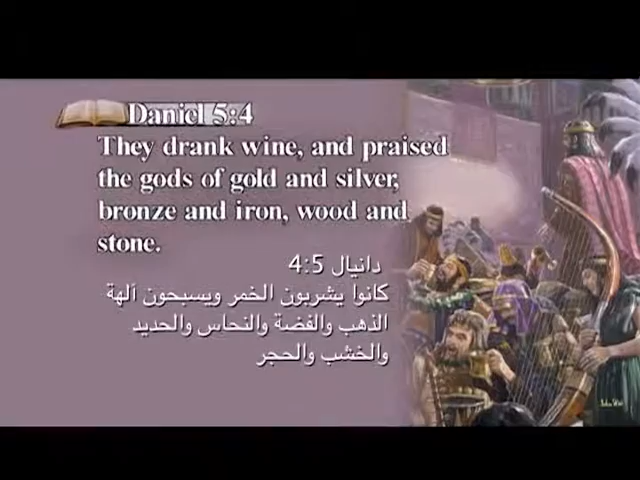 Daniel 5:4
They drank wine, and praised
the gods of gold and silver,
bronze and iron, wood and
stone.
دانيال 4:5
كانوا يشربون الخمر ويسبحون آلهة
الذهب والفضة والنحاس والحديد
والخشب والحجر